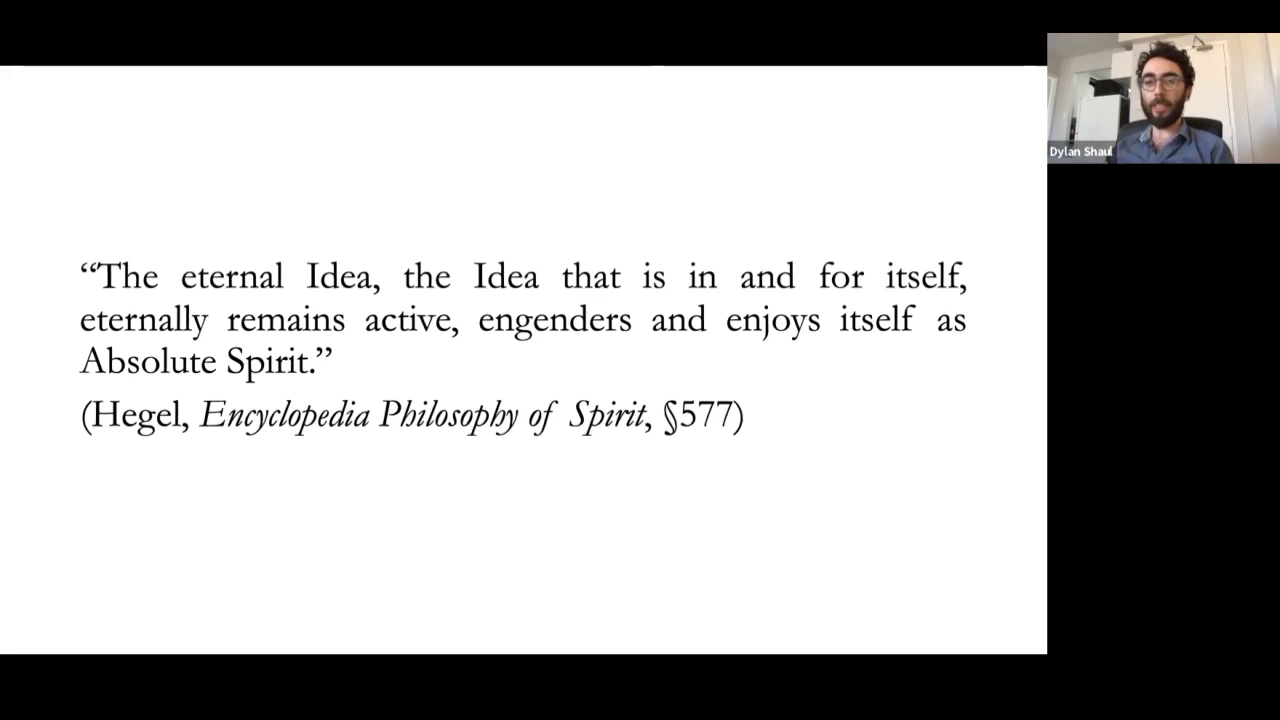 “The eternal Idea, the Idea that is in and for itself,
eternally remains active, engenders and enjoys itself as
Absolute Spirit.”
(Hegel, Encyclopedia Philosophy of Spirit, §577)
Dylan Shaul